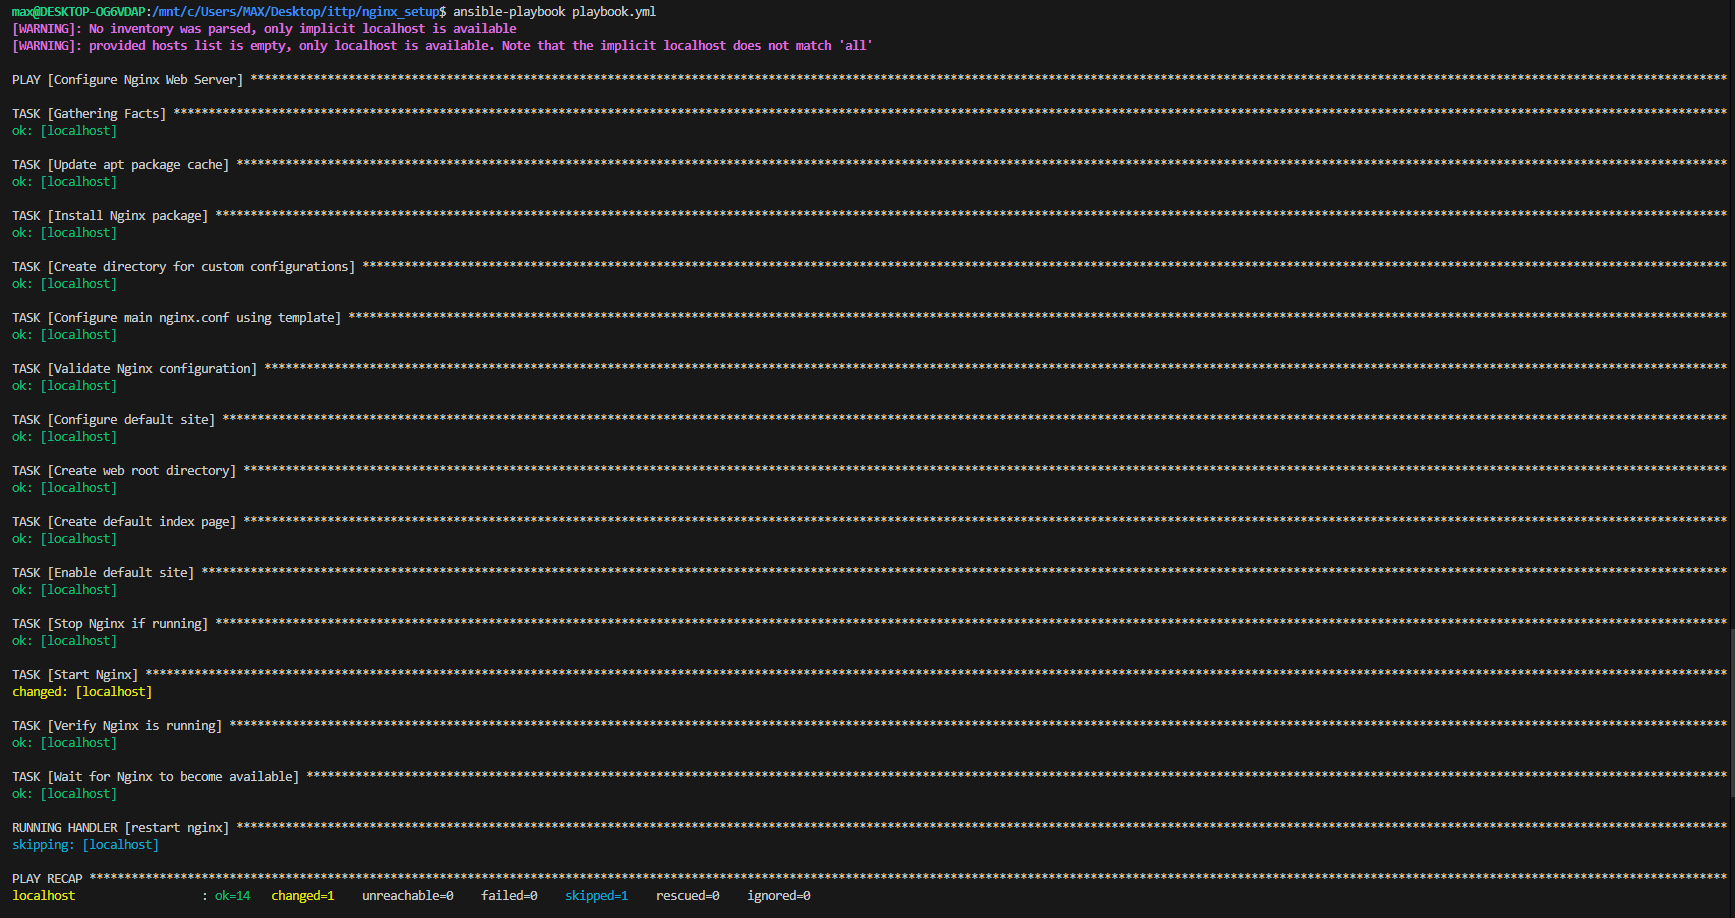 max@DESKTOP-OG6VDAP:/mnt/c/Users/MAX/Desktop/ittp/nginx_setup$ ansible-playbook playbook.yml
[WARNING]: No inventory was parsed, only implicit localhost is available
[WARNING]: provided hosts list is empty, only localhost is available. Note that the implicit localhost does not match 'all'
PLAY [Configure Nginx Web Server] ****************************************************************
TASK [Gathering Facts] ****************************************************************
ok: [localhost]
TASK [Update apt package cache] ****************************************************************
ok: [localhost]
TASK [Install Nginx package] ****************************************************************
ok: [localhost]
TASK [Create directory for custom configurations] ****************************************************************
ok: [localhost]
TASK [Configure main nginx.conf using template] ****************************************************************
ok: [localhost]
TASK [Validate Nginx configuration] ****************************************************************
ok: [localhost]
TASK [Configure default site] ****************************************************************
ok: [localhost]
TASK [Create web root directory] ****************************************************************
ok: [localhost]
TASK [Create default index page] ****************************************************************
ok: [localhost]
TASK [Enable default site] ****************************************************************
ok: [localhost]
TASK [Stop Nginx if running] ****************************************************************
ok: [localhost]
TASK [Start Nginx] ****************************************************************
changed: [localhost]
TASK [Verify Nginx is running] ****************************************************************
ok: [localhost]
TASK [Wait for Nginx to become available] ****************************************************************
ok: [localhost]
RUNNING HANDLER [restart nginx] ****************************************************************
skipping: [localhost]
PLAY RECAP ****************************************************************
localhost : ok=14 changed=1 unreachable=0 failed=0 skipped=1 rescued=0 ignored=0